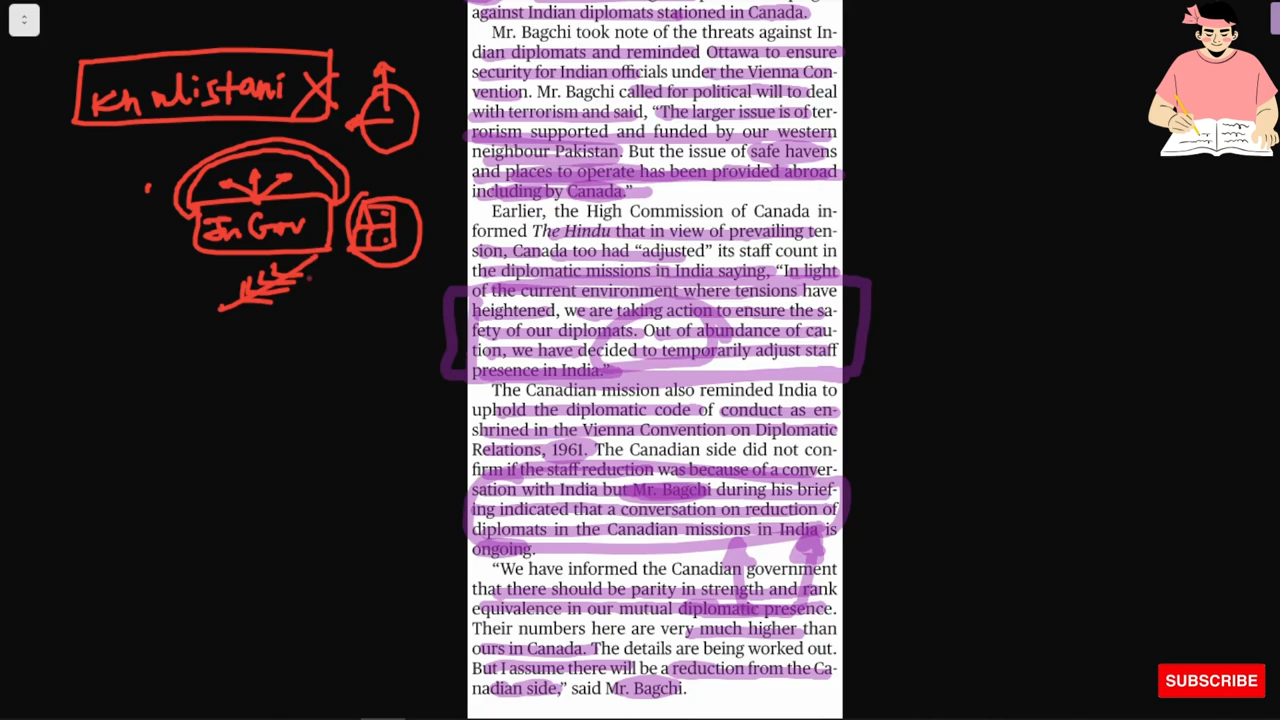 Khalistani
In Gov
against Indian diplomats stationed in Canada.
Mr. Bagchi took note of the threats against In-
dian diplomats and reminded Ottawa to ensure
security for Indian officials under the Vienna Con-
vention. Mr. Bagchi called for political will to deal
with terrorism and said, “The larger issue is of ter-
rorism supported and funded by our western
neighbour Pakistan. But the issue of safe havens
and places to operate has been provided abroad
including by Canada.”
Earlier, the High Commission of Canada in-
formed The Hindu that in view of prevailing ten-
sion, Canada too had “adjusted” its staff count in
the diplomatic missions in India saying, “In light
of the current environment where tensions have
heightened, we are taking action to ensure the sa-
fety of our diplomats. Out of abundance of cau-
tion, we have decided to temporarily adjust staff
presence in India.”
The Canadian mission also reminded India to
uphold the diplomatic code of conduct as en-
shrined in the Vienna Convention on Diplomatic
Relations, 1961. The Canadian side did not con-
firm if the staff reduction was because of a conver-
sation with India but Mr. Bagchi during his brief-
ing indicated that a conversation on reduction of
diplomats in the Canadian missions in India is
ongoing.
“We have informed the Canadian government
that there should be parity in strength and rank
equivalence in our mutual diplomatic presence.
Their numbers here are very much higher than
ours in Canada. The details are being worked out.
But I assume there will be a reduction from the Ca-
nadian side,” said Mr. Bagchi.
SUBSCRIBE